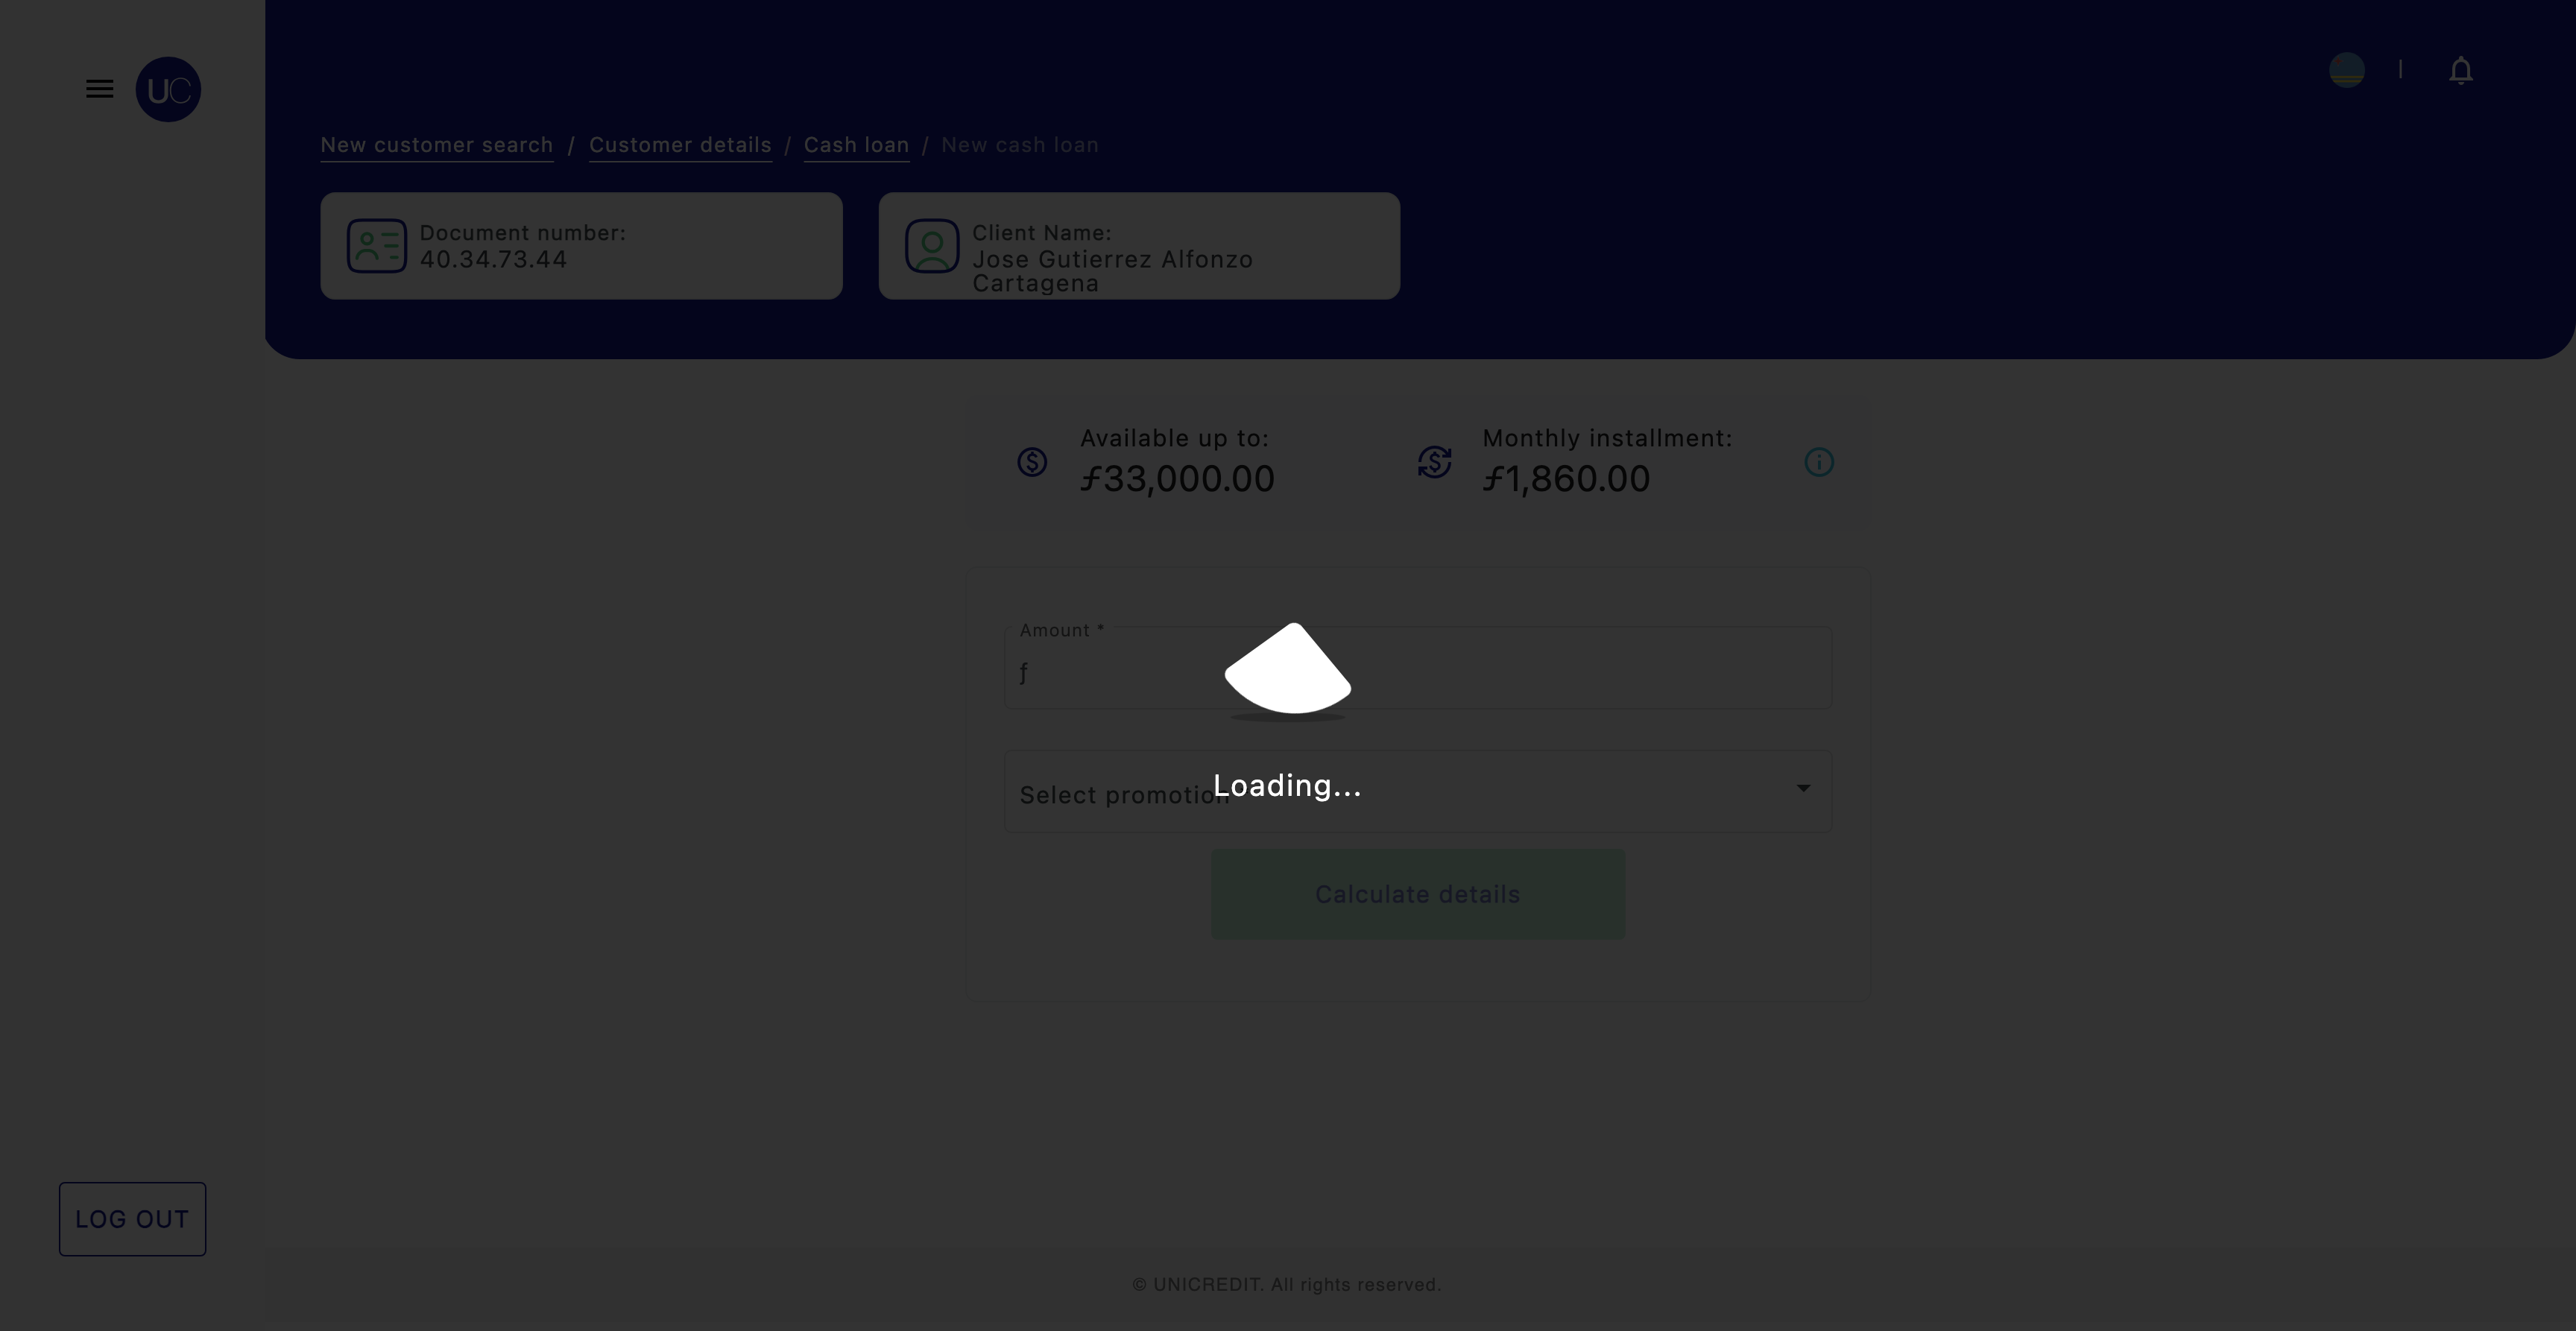 UC
New customer search / Customer details / Cash loan / New cash loan
Document number:
40.34.73.44
Client Name:
Jose Gutierrez Alfonzo
Cartagena
Available up to:
ƒ33,000.00
Monthly installment:
ƒ1,860.00
Amount *
ƒ
Select promotion
Loading...
Calculate details
LOG OUT
© UNICREDIT. All rights reserved.